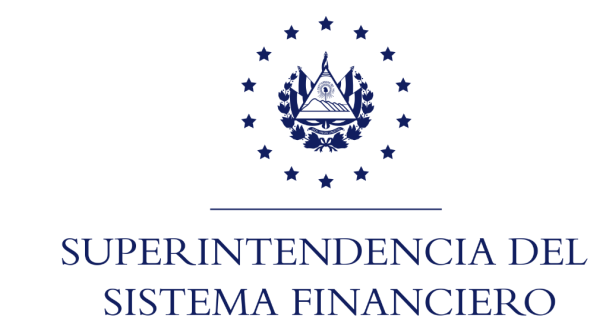 SUPERINTENDENCIA DEL
SISTEMA FINANCIERO